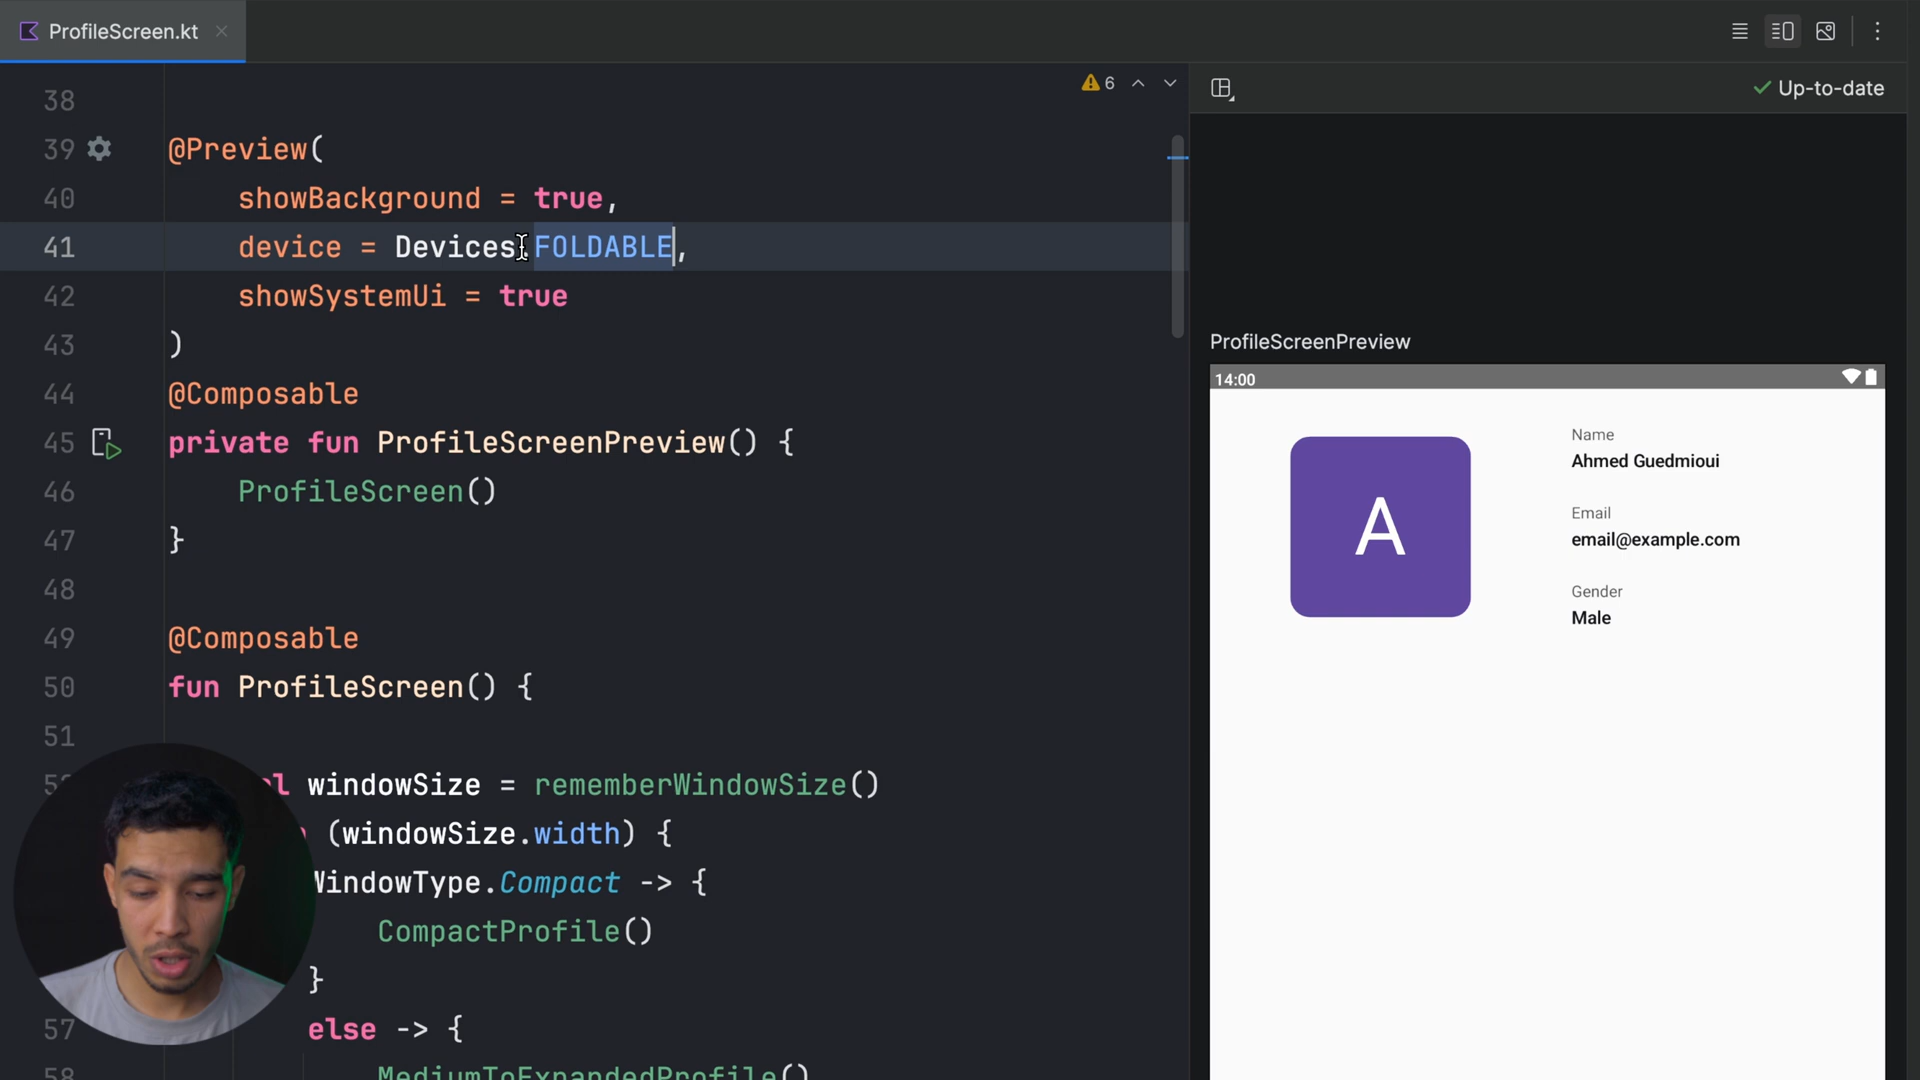 ProfileScreen.kt
6
Up-to-date
38
39 @Preview(
40 showBackground = true,
41 device = Devices.FOLDABLE,
42 showSystemUi = true
43 )
44 @Composable
45 private fun ProfileScreenPreview() {
46 ProfileScreen()
47 }
48
49 @Composable
50 fun ProfileScreen() {
51
windowSize = rememberWindowSize()
(windowSize.width) {
WindowType.Compact -> {
CompactProfile()
}
57 else -> {
58 MediumToExpandedProfile()
ProfileScreenPreview
14:00
A
Name
Ahmed Guedmioui
Email
email@example.com
Gender
Male